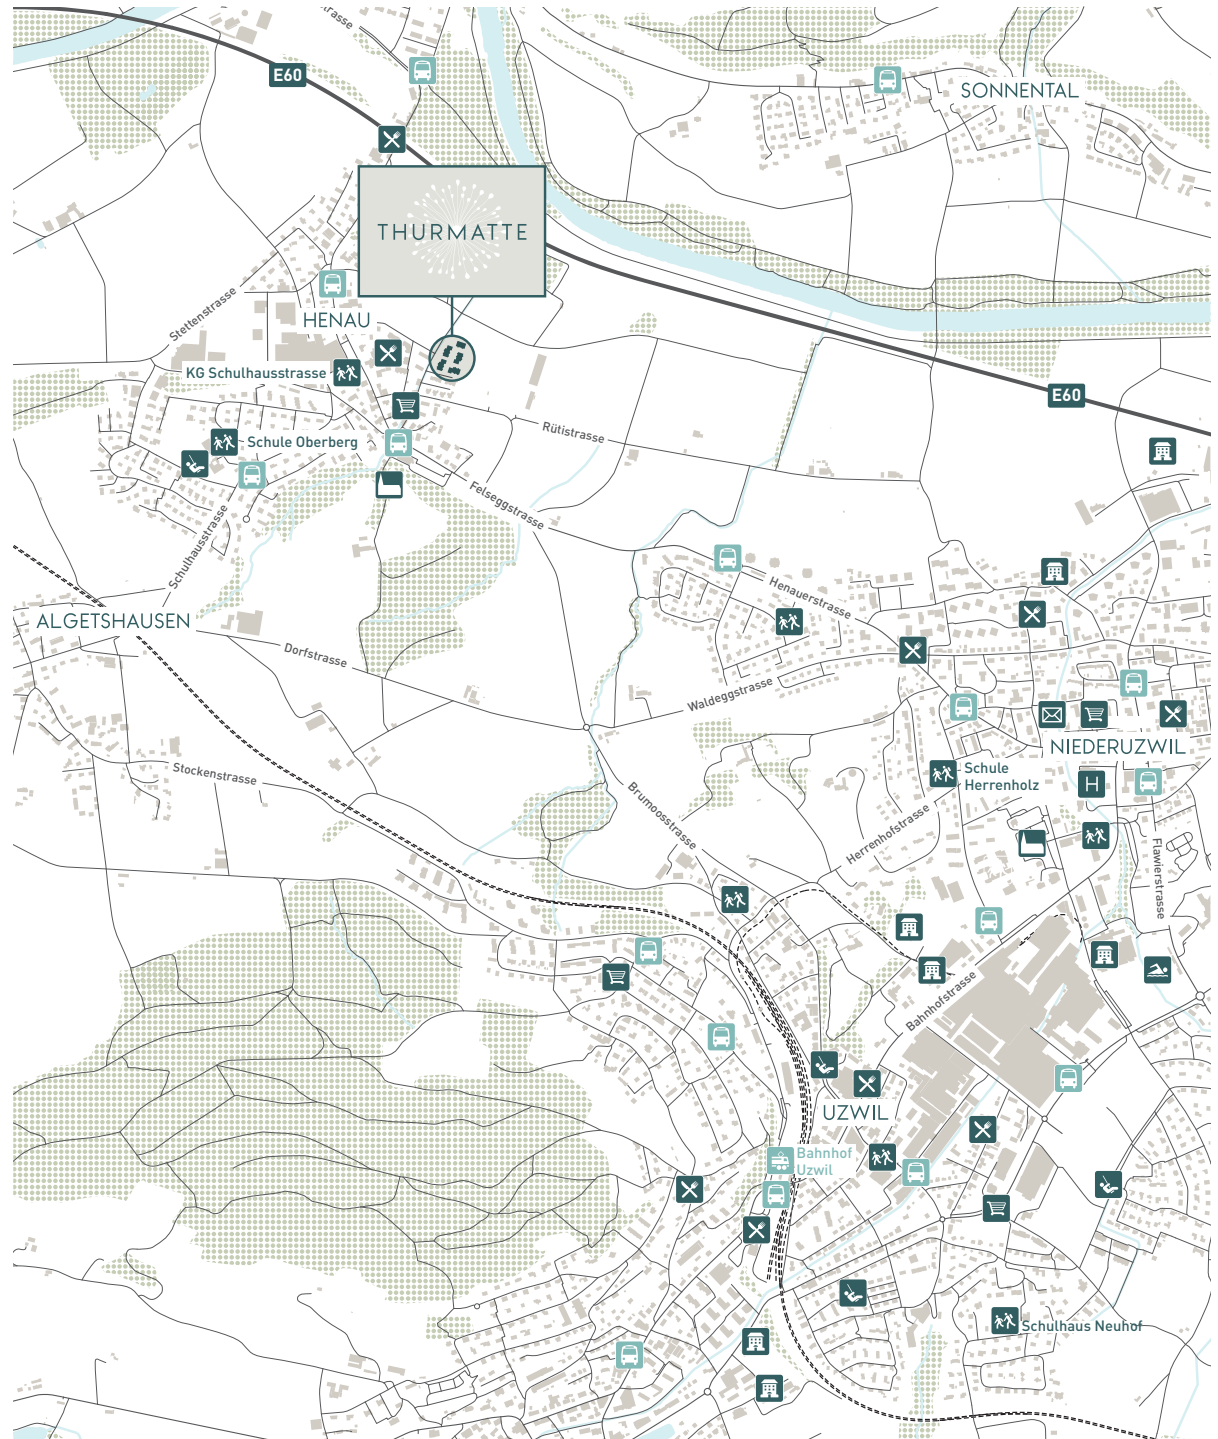 strasse
E60
SONNENTAL
THURMATTE
Stettenstrasse
HENAU
KG Schulhausstrasse
E60
Rütistrasse
Schule Oberberg
Felseggstrasse
Schulhausstrasse
Henauerstrasse
ALGETSHAUSEN
Dorfstrasse
Waldeggstrasse
NIEDERUZWIL
Stockenstrasse
Schule
Herrenholz
H
Brumoosstrasse
Herrenhofstrasse
Flawilerstrasse
Bahnhofstrasse
UZWIL
Bahnhof
Uzwil
Schulhaus Neuhof